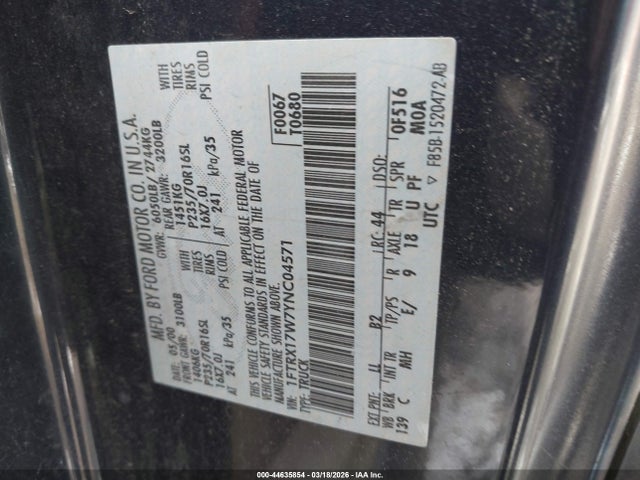 MFD. BY FORD MOTOR CO. IN U.S.A.
DATE: 05/00 GVWR: 6050LB/ 2744KG
FRONT GAWR: 3100LB REAR GAWR: 3200LB
1406KG WITH 1451KG WITH
P235/70R16SL TIRES P235/70R16SL TIRES
16X7.0J RIMS 16X7.0J RIMS
AT 241 kPa/35 PSI COLD AT 241 kPa/35 PSI COLD
THIS VEHICLE CONFORMS TO ALL APPLICABLE FEDERAL MOTOR
VEHICLE SAFETY STANDARDS IN EFFECT ON THE DATE OF
MANUFACTURE SHOWN ABOVE.
VIN: 1FTRX17W7YNC04571 F0067
TYPE: TRUCK T0680
EXT PNT: LL B2 RC: 44 DSO: 0F516
WB BRK INT TR TP/PS R AXLE TR SPR M0A
139 C MH E/ 9 18 U PF
UTC ▽ F85B-1520472-AB
000-44635854 | 03/18/2026 - IAA Inc.